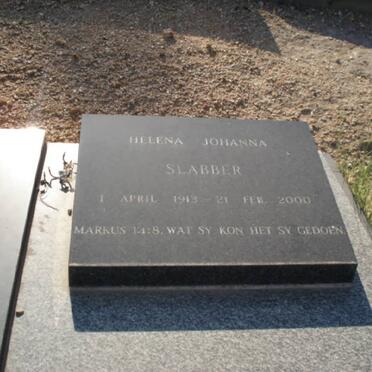 HELENA JOHANNA
SLABBER
1 APRIL 1913 - 21 FEB. 2000
MARKUS 14:8. WAT SY KON HET SY GEDOEN